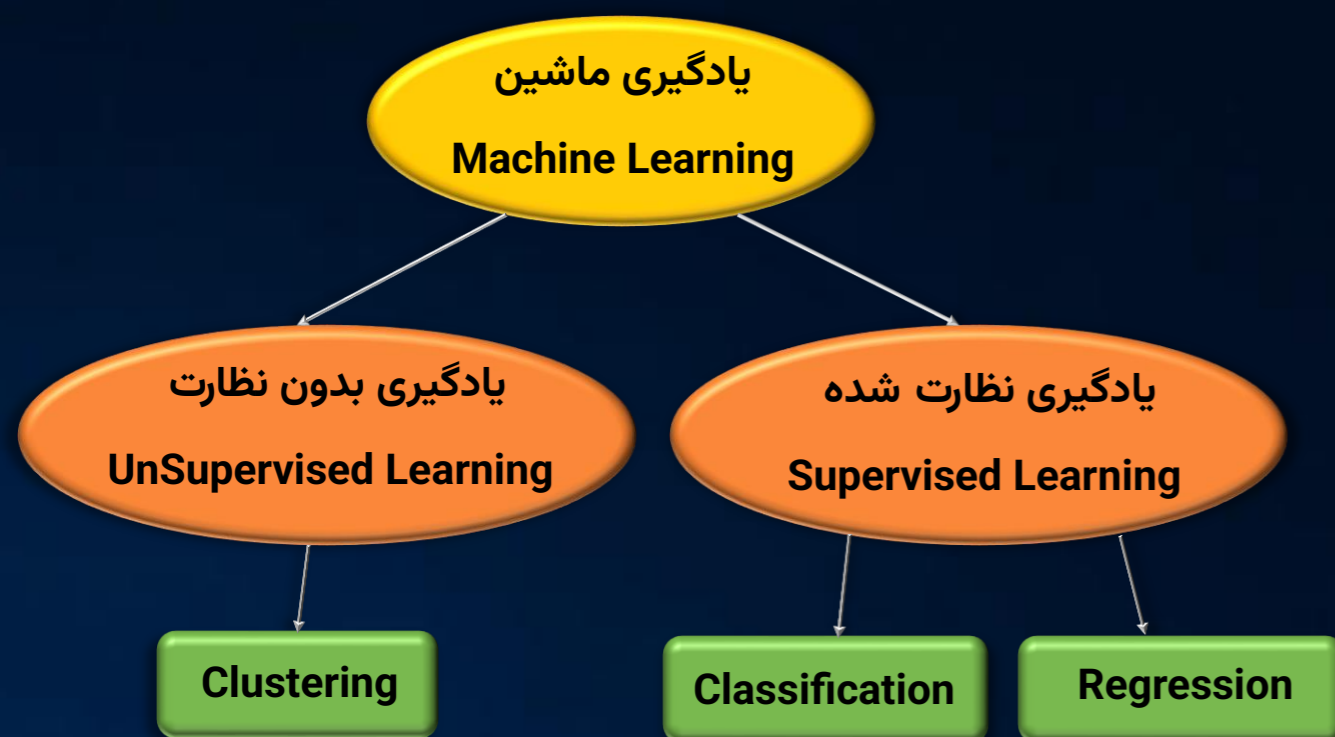 یادگیری ماشین
Machine Learning
یادگیری بدون نظارت
UnSupervised Learning
یادگیری نظارت شده
Supervised Learning
Clustering
Classification
Regression